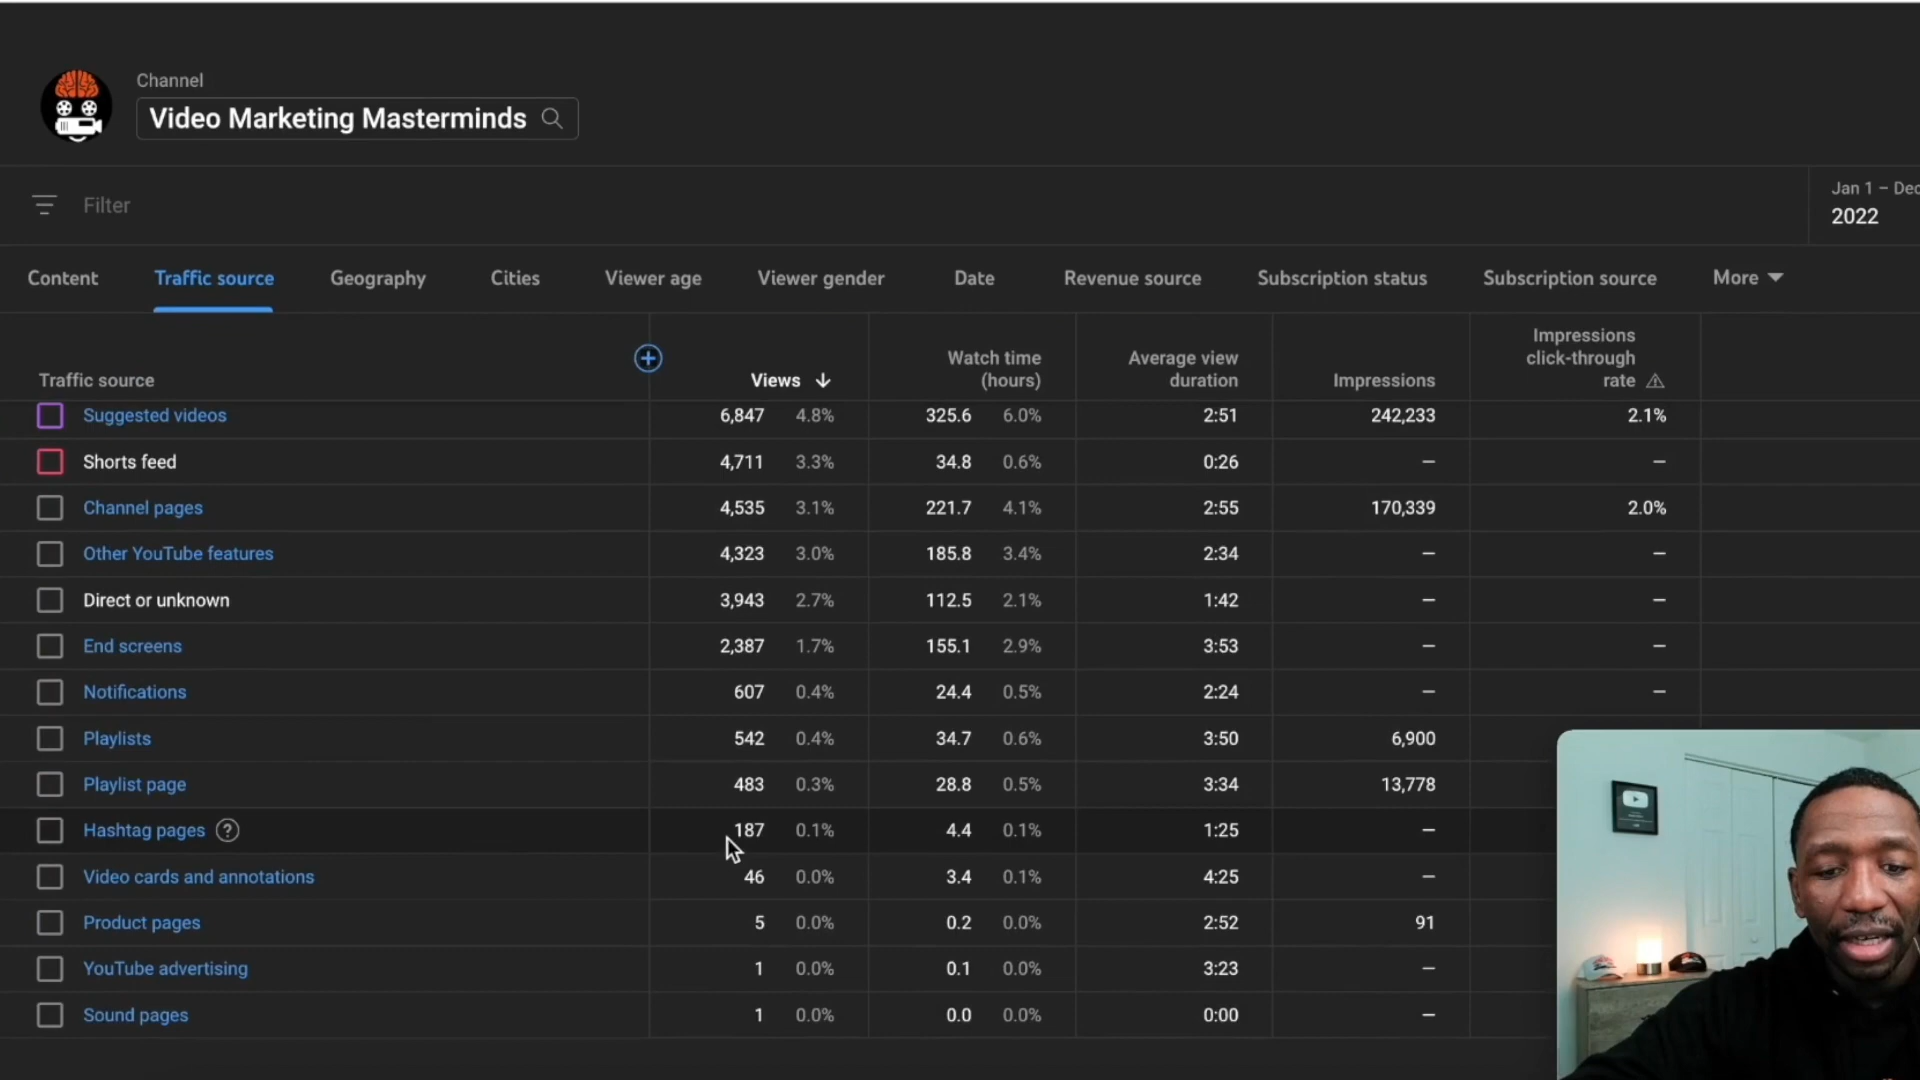 Channel
Video Marketing Masterminds
Filter
Jan 1 – Dec
2022
Content Traffic source Geography Cities Viewer age Viewer gender Date Revenue source Subscription status Subscription source More
Traffic source Views Watch time (hours) Average view duration Impressions Impressions click-through rate
Suggested videos 6,847 4.8% 325.6 6.0% 2:51 242,233 2.1%
Shorts feed 4,711 3.3% 34.8 0.6% 0:26 — —
Channel pages 4,535 3.1% 221.7 4.1% 2:55 170,339 2.0%
Other YouTube features 4,323 3.0% 185.8 3.4% 2:34 — —
Direct or unknown 3,943 2.7% 112.5 2.1% 1:42 — —
End screens 2,387 1.7% 155.1 2.9% 3:53 — —
Notifications 607 0.4% 24.4 0.5% 2:24 — —
Playlists 542 0.4% 34.7 0.6% 3:50 6,900
Playlist page 483 0.3% 28.8 0.5% 3:34 13,778
Hashtag pages ? 187 0.1% 4.4 0.1% 1:25 —
Video cards and annotations 46 0.0% 3.4 0.1% 4:25 —
Product pages 5 0.0% 0.2 0.0% 2:52 91
YouTube advertising 1 0.0% 0.1 0.0% 3:23 —
Sound pages 1 0.0% 0.0 0.0% 0:00 —